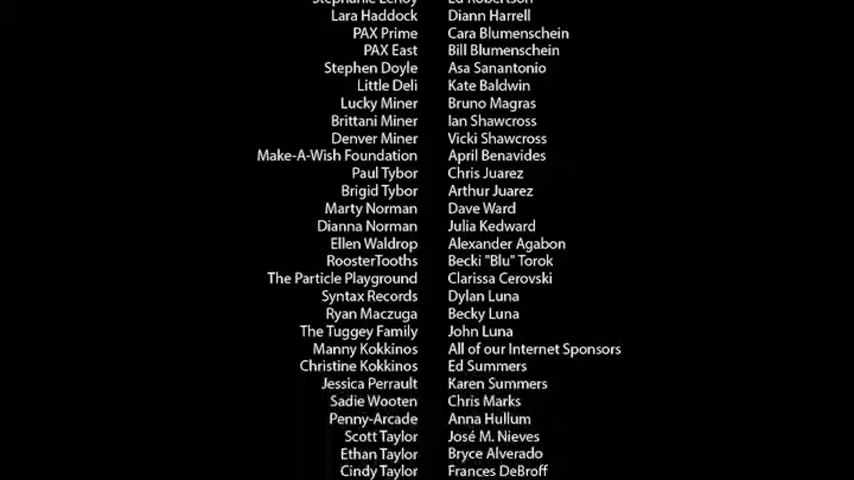 Stephanie LeRoy Ed Robertson
Lara Haddock Diann Harrell
PAX Prime Cara Blumenschein
PAX East Bill Blumenschein
Stephen Doyle Asa Sanantonio
Little Deli Kate Baldwin
Lucky Miner Bruno Magras
Brittani Miner Ian Shawcross
Denver Miner Vicki Shawcross
Make-A-Wish Foundation April Benavides
Paul Tybor Chris Juarez
Brigid Tybor Arthur Juarez
Marty Norman Dave Ward
Dianna Norman Julia Kedward
Ellen Waldrop Alexander Agabon
RoosterTooths Becki "Blu" Torok
The Particle Playground Clarissa Cerovski
Syntax Records Dylan Luna
Ryan Maczuga Becky Luna
The Tuggey Family John Luna
Manny Kokkinos All of our Internet Sponsors
Christine Kokkinos Ed Summers
Jessica Perrault Karen Summers
Sadie Wooten Chris Marks
Penny-Arcade Anna Hullum
Scott Taylor José M. Nieves
Ethan Taylor Bryce Alverado
Cindy Taylor Frances DeBroff